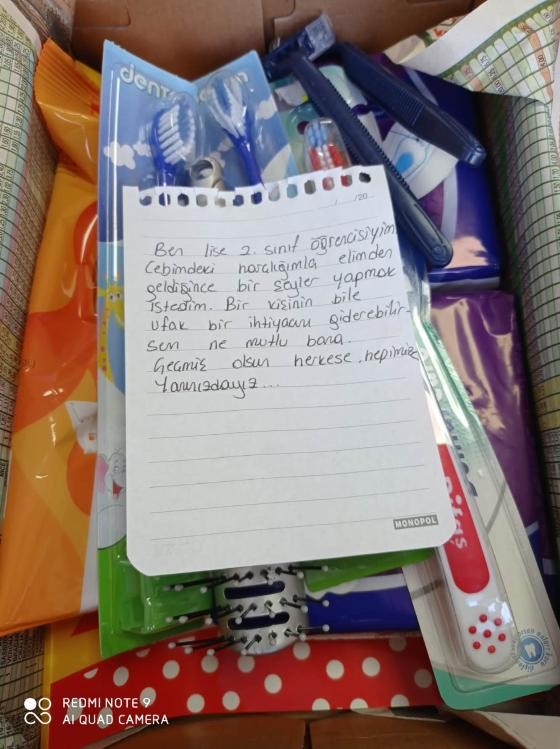 /20
Ben lise 2. sınıf öğrencisiyim
Cebimdeki harçlığımla elimden
geldiğince bir şeyler yapmak
istedim. Bir kişinin bile
ufak bir ihtiyacını giderebilir-
sem ne mutlu bana.
Geçmiş olsun herkese. hepimiz
Yanınızdayız...
MONOPOL
REDMI NOTE 9
AI QUAD CAMERA